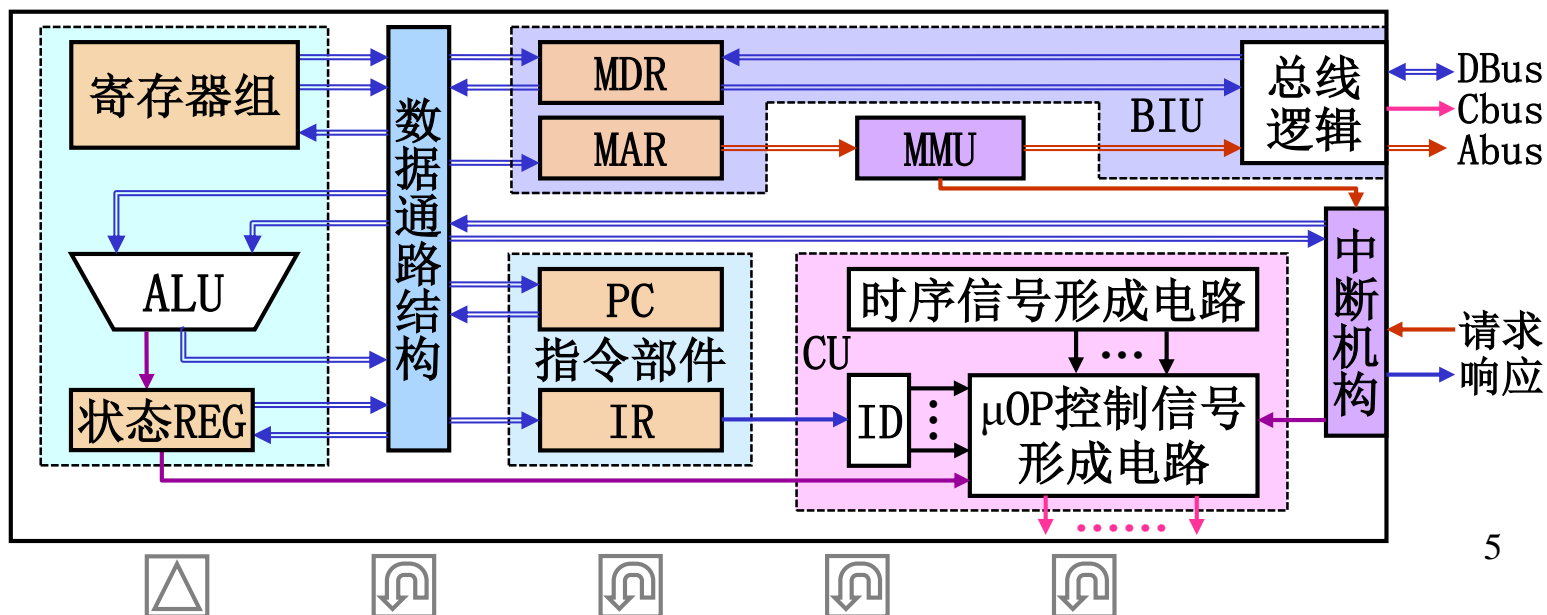 寄存器组
数据通路结构
MDR
MAR
MMU
BIU
总线
逻辑
DBus
Cbus
Abus
ALU
状态REG
PC
指令部件
IR
CU
时序信号形成电路
...
ID
⋮
μOP控制信号
形成电路
.......
中断机构
请求
响应
5